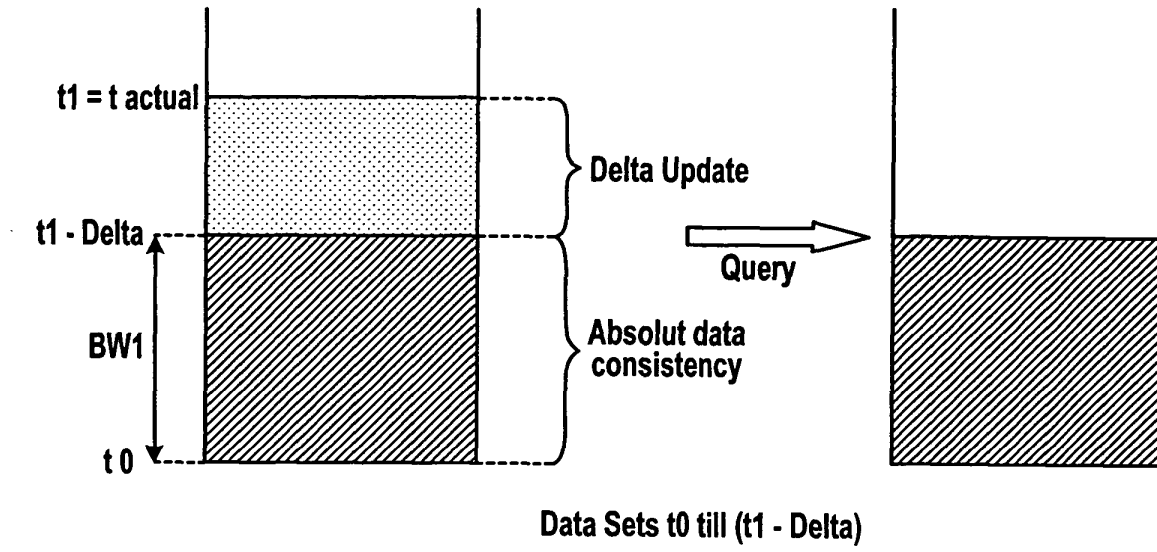 t1 = t actual
Delta Update
t1 - Delta
Query
BW1
Absolut data
consistency
t 0
Data Sets t0 till (t1 - Delta)